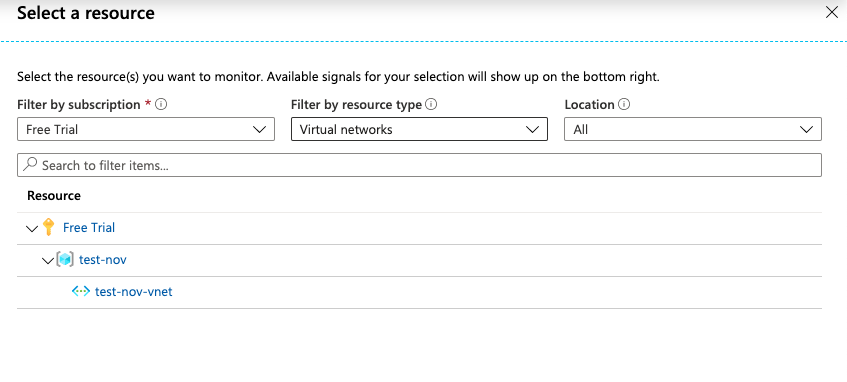 Select a resource
Select the resource(s) you want to monitor. Available signals for your selection will show up on the bottom right.
Filter by subscription * Filter by resource type Location
Free Trial Virtual networks All
Search to filter items...
Resource
Free Trial
test-nov
test-nov-vnet